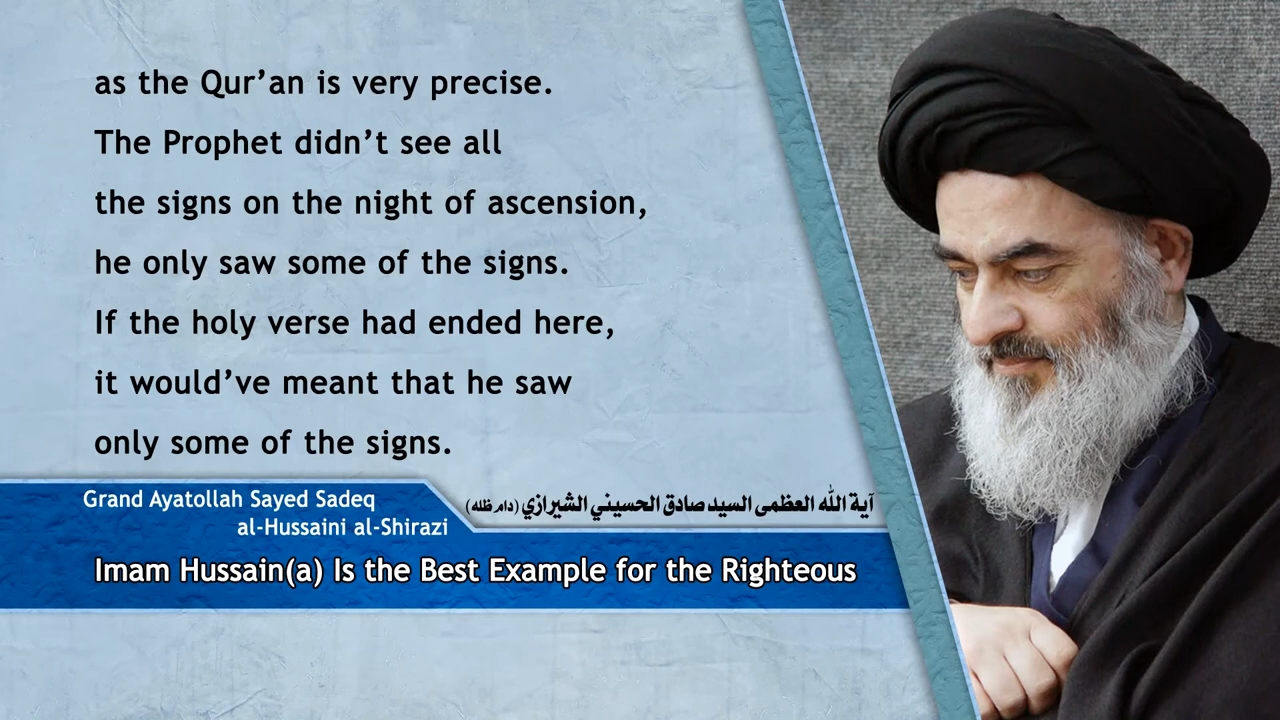 as the Qur’an is very precise.
The Prophet didn’t see all
the signs on the night of ascension,
he only saw some of the signs.
If the holy verse had ended here,
it would’ve meant that he saw
only some of the signs.
Grand Ayatollah Sayed Sadeq
al-Hussaini al-Shirazi
آية الله العظمى السيد صادق الحسيني الشيرازي (دام ظله)
Imam Hussain(a) Is the Best Example for the Righteous